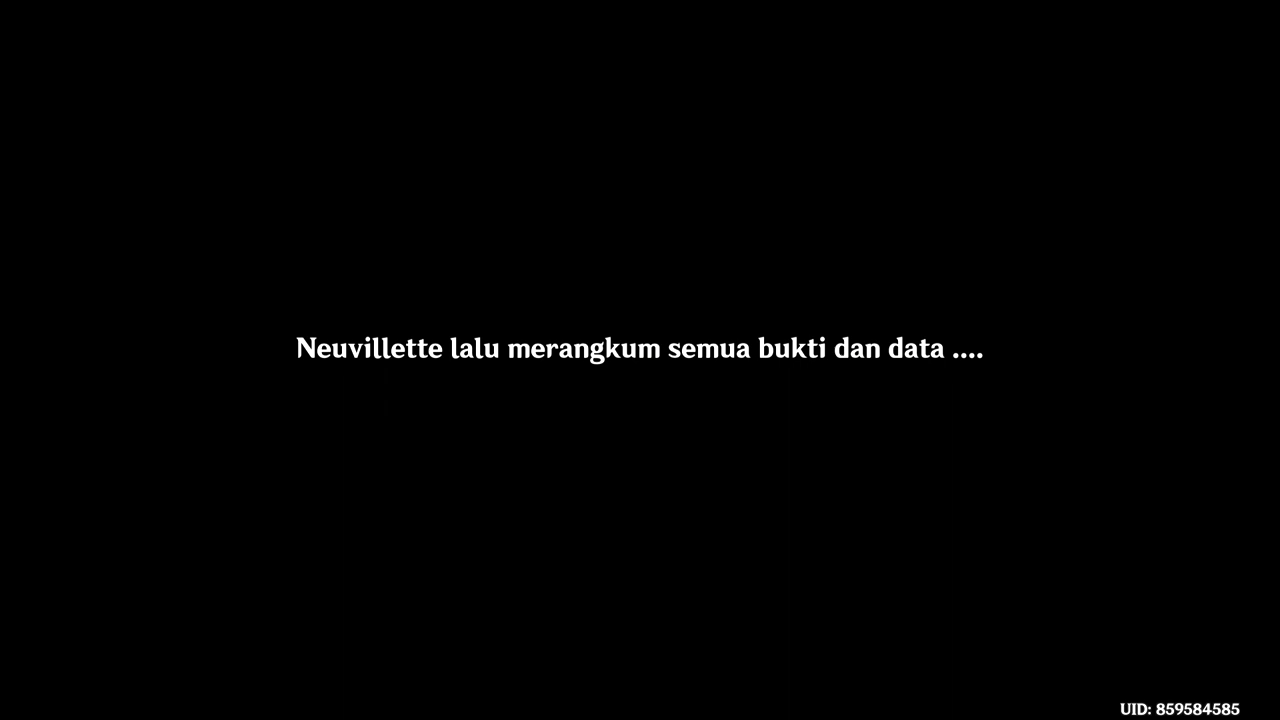 Neuvillette lalu merangkum semua bukti dan data ....
UID: 859584585